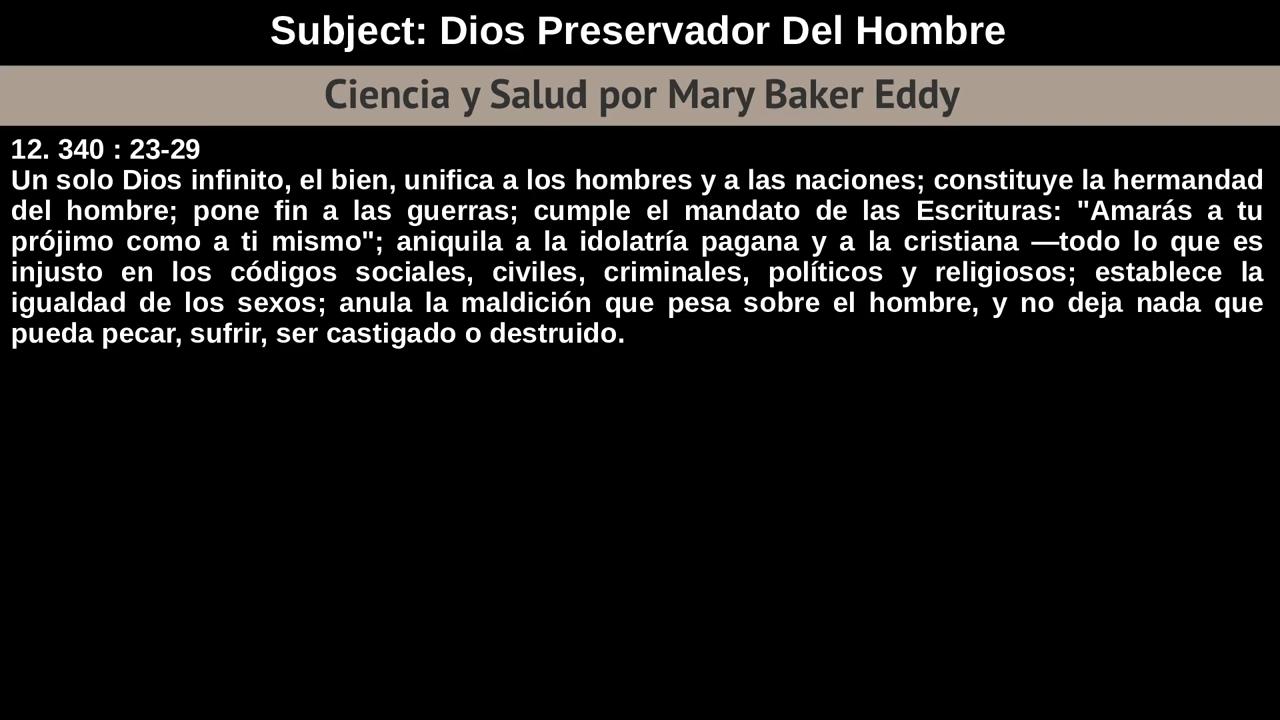 Subject: Dios Preservador Del Hombre
Ciencia y Salud por Mary Baker Eddy
12. 340 : 23-29
Un solo Dios infinito, el bien, unifica a los hombres y a las naciones; constituye la hermandad
del hombre; pone fin a las guerras; cumple el mandato de las Escrituras: "Amarás a tu
prójimo como a ti mismo"; aniquila a la idolatría pagana y a la cristiana —todo lo que es
injusto en los códigos sociales, civiles, criminales, políticos y religiosos; establece la
igualdad de los sexos; anula la maldición que pesa sobre el hombre, y no deja nada que
pueda pecar, sufrir, ser castigado o destruido.